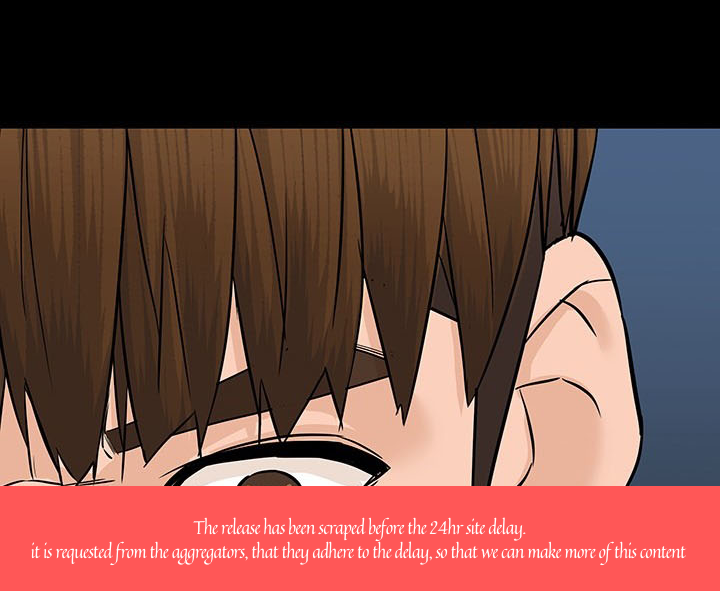 The release has been scraped before the 24hr site delay.
it is requested from the aggregators, that they adhere to the delay, so that we can make more of this content